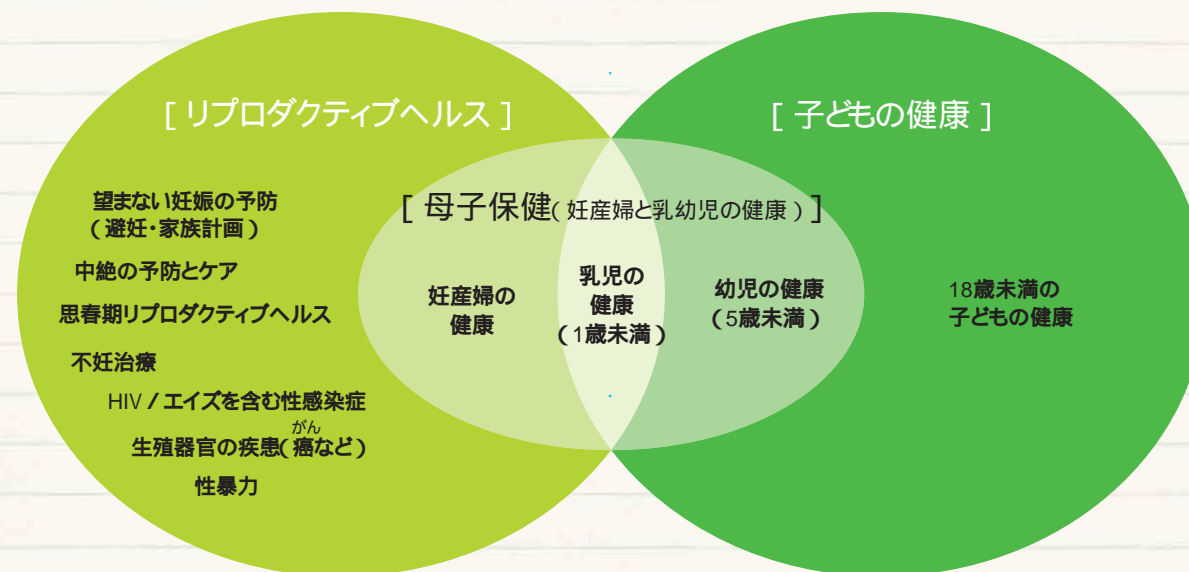 [ リプロダクティブヘルス ]
[ 子どもの健康 ]
望まない妊娠の予防
(避妊・家族計画)
中絶の予防とケア
思春期リプロダクティブヘルス
不妊治療
HIV/エイズを含む性感染症
がん
生殖器官の疾患(癌など)
性暴力
[ 母子保健(妊産婦と乳幼児の健康)]
妊産婦の
健康
乳児の
健康
(1歳未満)
幼児の健康
(5歳未満)
18歳未満の
子どもの健康